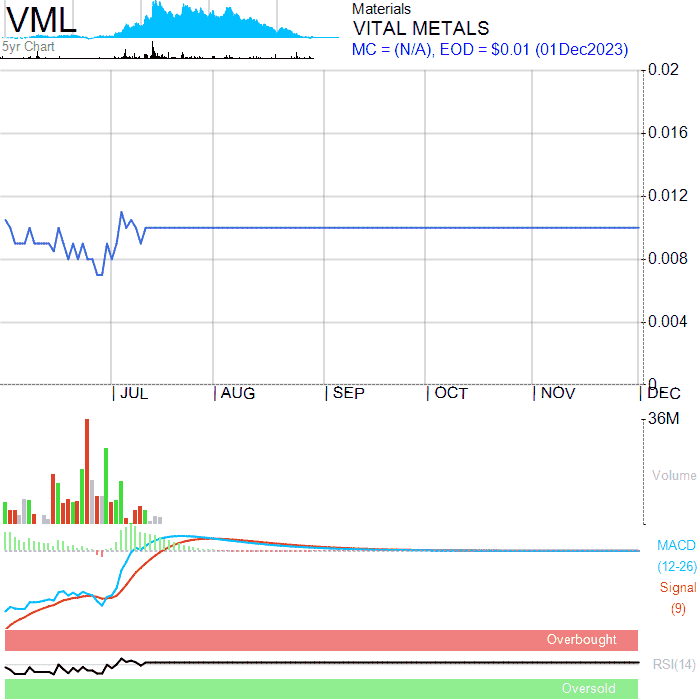 VML
5yr Chart
Materials
VITAL METALS
MC = (N/A), EOD = $0.01 (01Dec2023)
0.02
0.016
0.012
0.008
0.004
0
JUL AUG SEP OCT NOV DEC
36M
Volume
MACD
(12-26)
Signal
(9)
Overbought
RSI(14)
Oversold